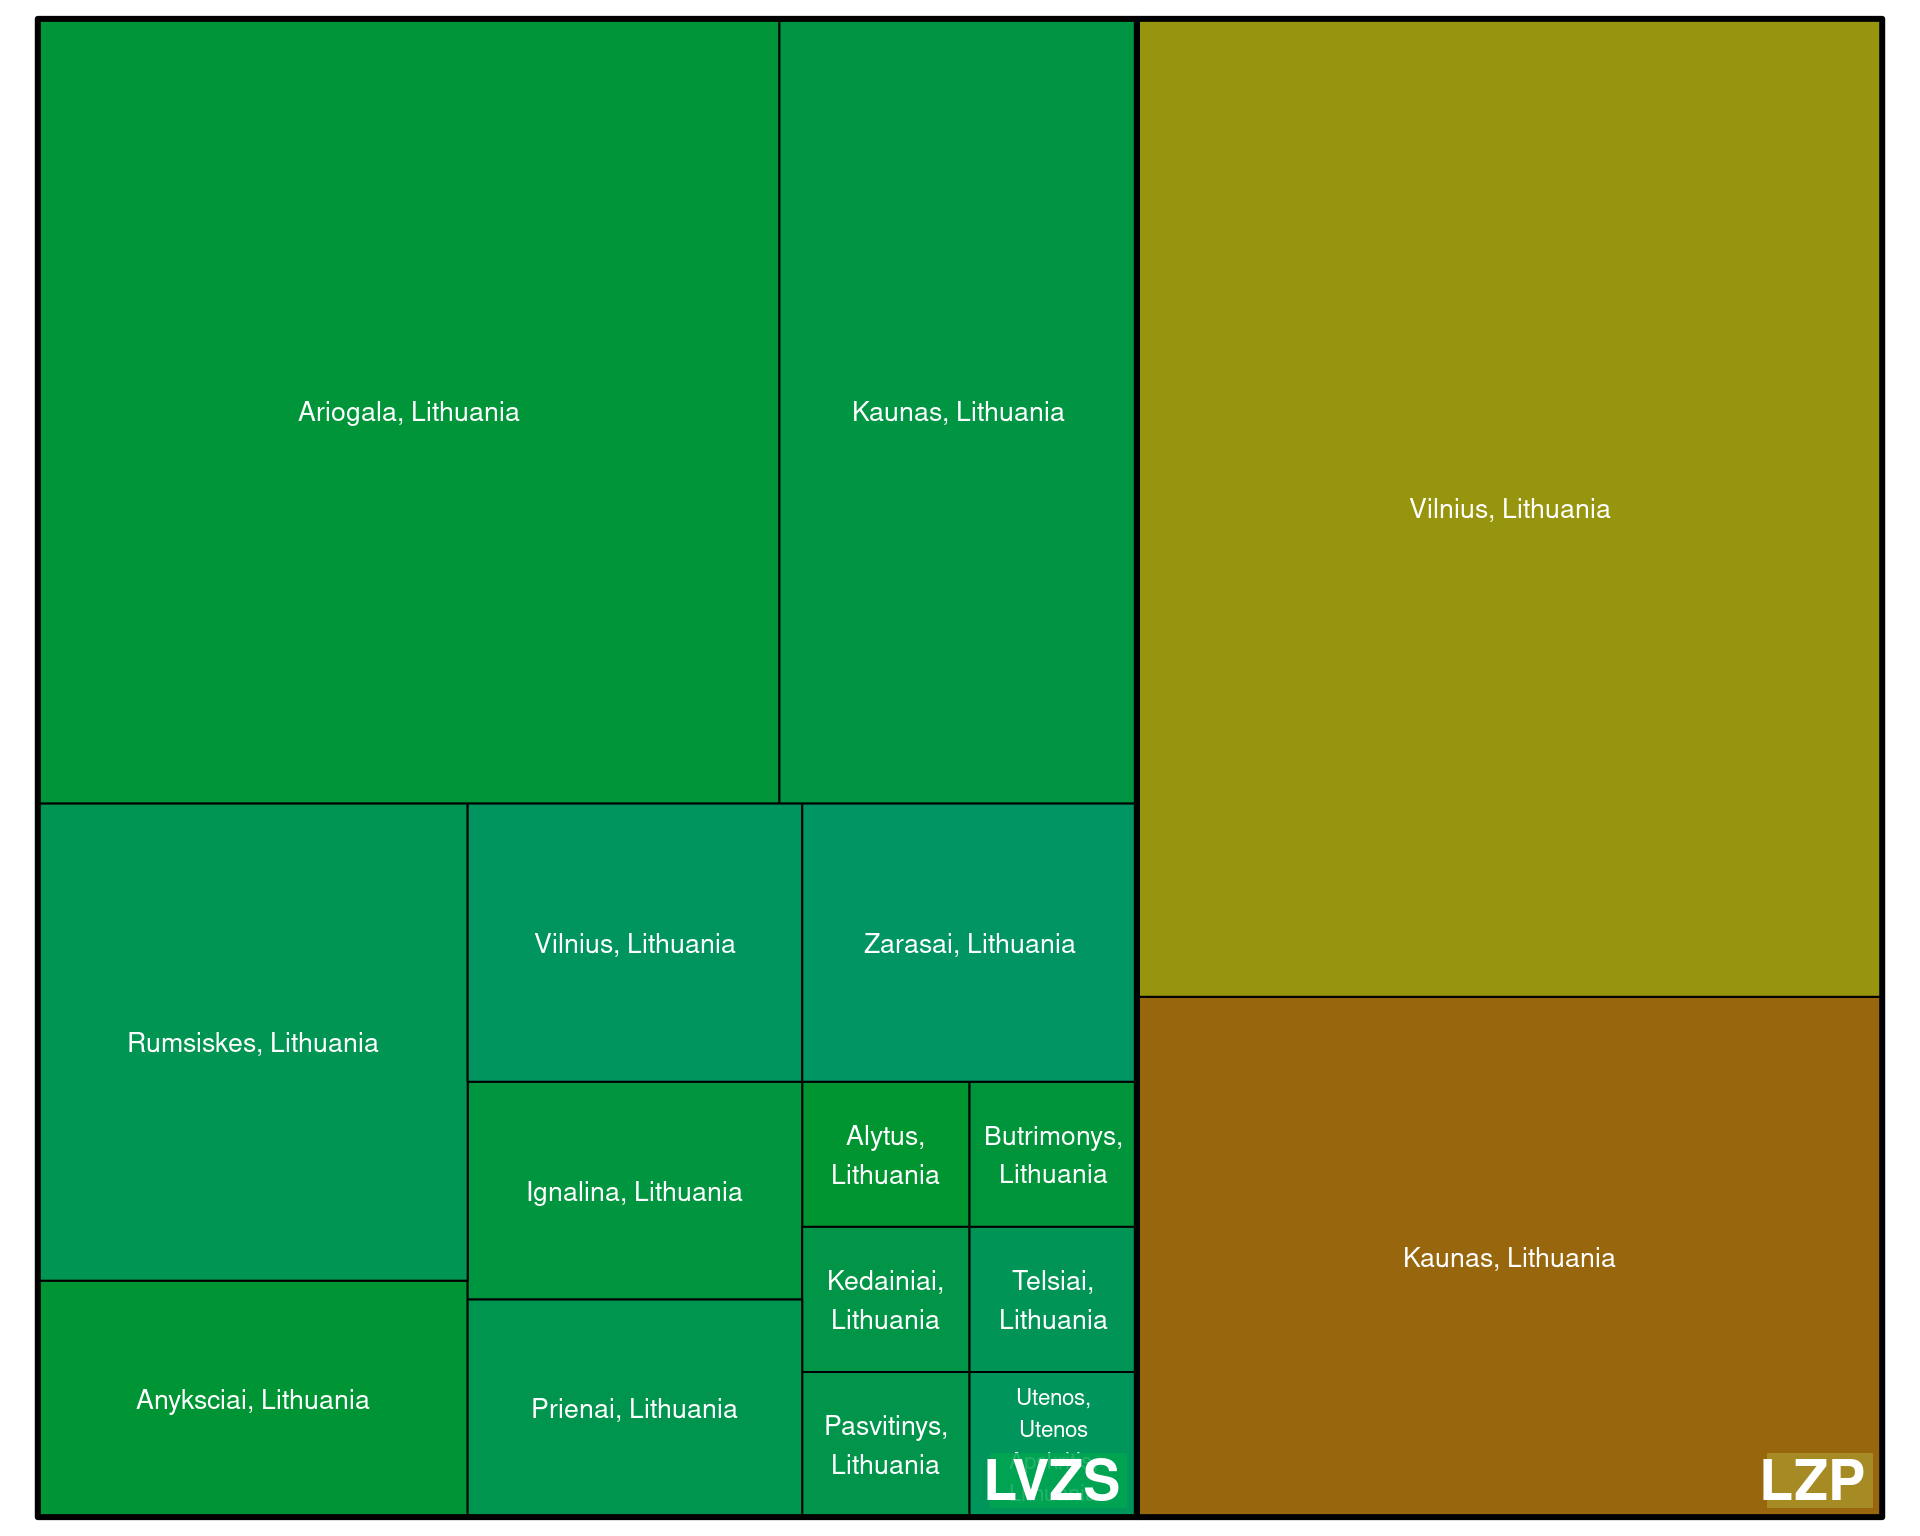 Ariogala, Lithuania
Kaunas, Lithuania
Vilnius, Lithuania
Rumsiskes, Lithuania
Vilnius, Lithuania
Zarasai, Lithuania
Ignalina, Lithuania
Alytus,
Lithuania
Butrimonys,
Lithuania
Kedainiai,
Lithuania
Telsiai,
Lithuania
Kaunas, Lithuania
Anyksciai, Lithuania
Prienai, Lithuania
Pasvitinys,
Lithuania
Utenos,
Utenos
LVZS
LZP